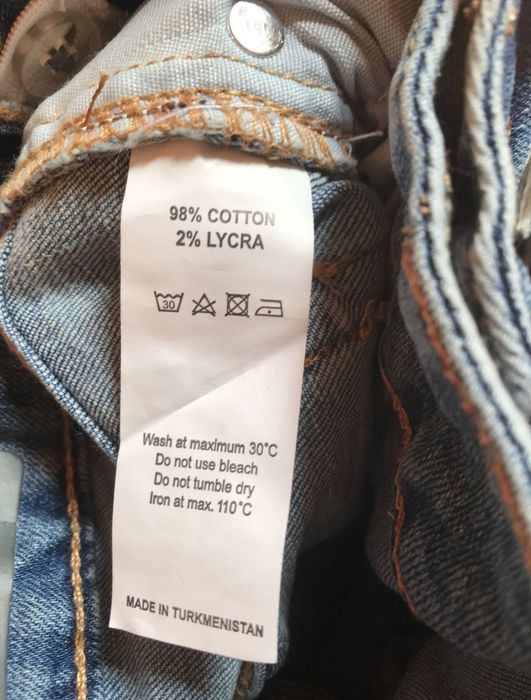 98% COTTON
2% LYCRA
30
Wash at maximum 30°C
Do not use bleach
Do not tumble dry
Iron at max. 110°C
MADE IN TURKMENISTAN